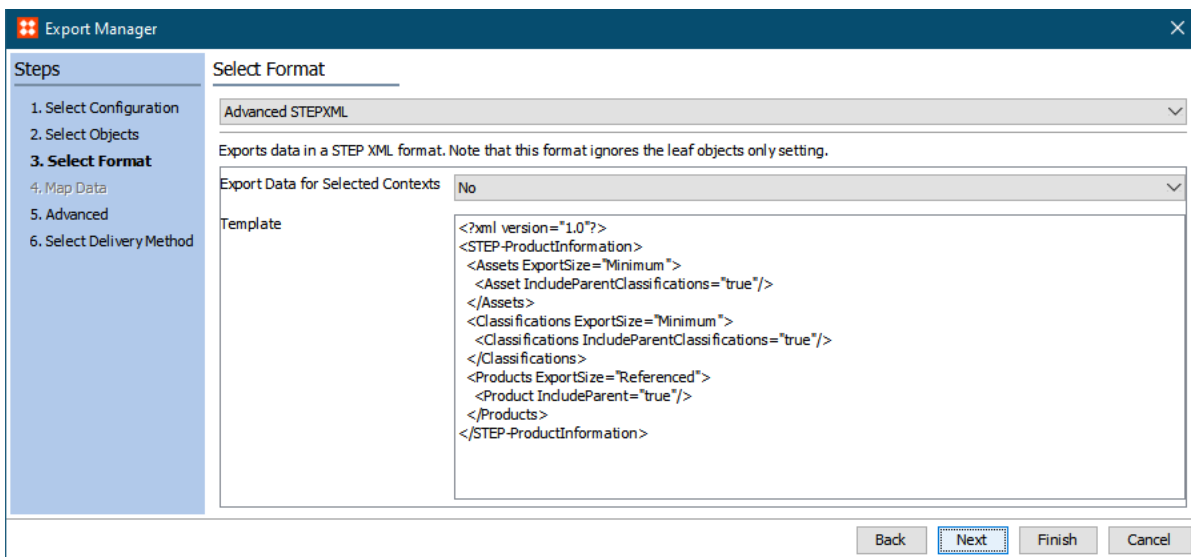 Export Manager
Steps
1. Select Configuration
2. Select Objects
3. Select Format
4. Map Data
5. Advanced
6. Select Delivery Method
Select Format
Advanced STEPXML
Exports data in a STEP XML format. Note that this format ignores the leaf objects only setting.
Export Data for Selected Contexts No
Template
<?xml version="1.0"?>
<STEP-ProductInformation>
<Assets ExportSize="Minimum">
<Asset IncludeParentClassifications="true"/>
</Assets>
<Classifications ExportSize="Minimum">
<Classifications IncludeParentClassifications="true"/>
</Classifications>
<Products ExportSize="Referenced">
<Product IncludeParent="true"/>
</Products>
</STEP-ProductInformation>
Back Next Finish Cancel